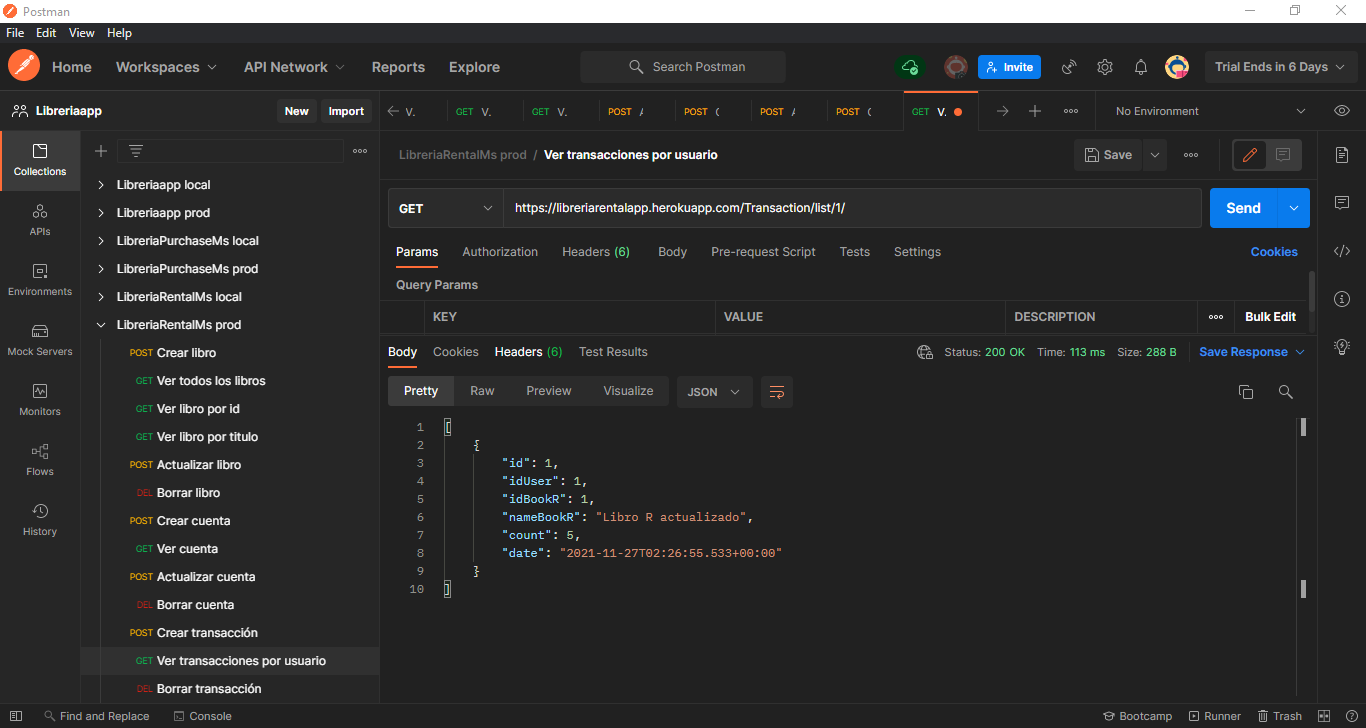 Postman
File Edit View Help
Home Workspaces API Network Reports Explore Search Postman Invite Trial Ends in 6 Days
Libreriaapp New Import V. GET V. GET V. POST POST POST POST GET V. No Environment
Collections
APIs
Environments
Mock Servers
Monitors
Flows
History
Libreriaapp local
Libreriaapp prod
LibreriaPurchaseMs local
LibreriaPurchaseMs prod
LibreriaRentalMs local
LibreriaRentalMs prod
POST Crear libro
GET Ver todos los libros
GET Ver libro por id
GET Ver libro por titulo
POST Actualizar libro
DEL Borrar libro
POST Crear cuenta
GET Ver cuenta
POST Actualizar cuenta
DEL Borrar cuenta
POST Crear transacción
GET Ver transacciones por usuario
DEL Borrar transacción
LibreriaRentalMs prod / Ver transacciones por usuario Save
GET https://libreriarentalapp.herokuapp.com/Transaction/list/1/ Send
Params Authorization Headers (6) Body Pre-request Script Tests Settings Cookies
Query Params
KEY VALUE DESCRIPTION Bulk Edit
Body Cookies Headers (6) Test Results Status: 200 OK Time: 113 ms Size: 288 B Save Response
Pretty Raw Preview Visualize JSON
1 [
2 {
3 "id": 1,
4 "idUser": 1,
5 "idBookR": 1,
6 "nameBookR": "Libro R actualizado",
7 "count": 5,
8 "date": "2021-11-27T02:26:55.533+00:00"
9 }
10 ]
Find and Replace Console Bootcamp Runner Trash